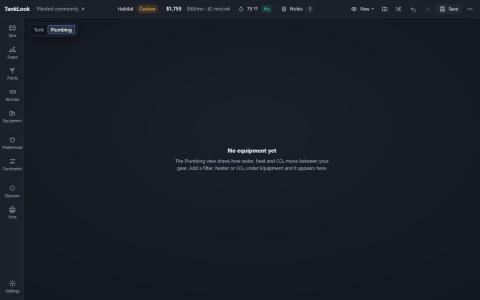 TankLook Planted community Habitat Caution $1,753 · $80/mo · 62 min/wk 75 °F Fits Notes 3 View Save
Tank Plumbing
Tank
Scape
Plants
Animals
Equipment
Preferences
Constraints
Discover
Print
Settings
No equipment yet
The Plumbing view draws how water, heat and CO₂ move between your
gear. Add a filter, heater or CO₂ under Equipment and it appears here.